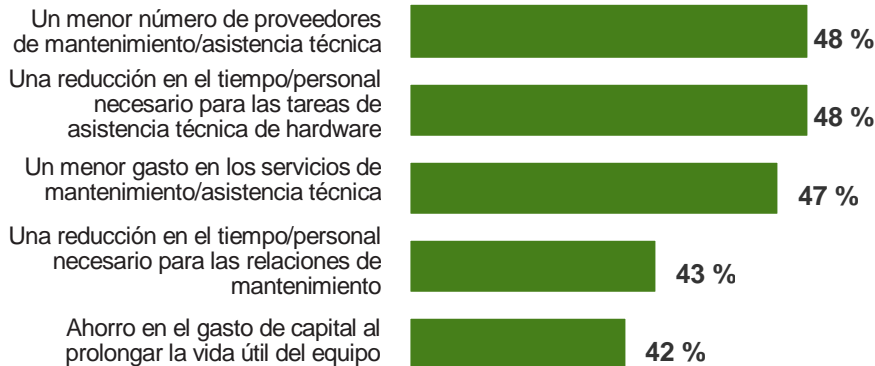 Un menor número de proveedores
de mantenimiento/asistencia técnica
48 %
Una reducción en el tiempo/personal
necesario para las tareas de
asistencia técnica de hardware
48 %
Un menor gasto en los servicios de
mantenimiento/asistencia técnica
47 %
Una reducción en el tiempo/personal
necesario para las relaciones de
mantenimiento
43 %
Ahorro en el gasto de capital al
prolongar la vida útil del equipo
42 %